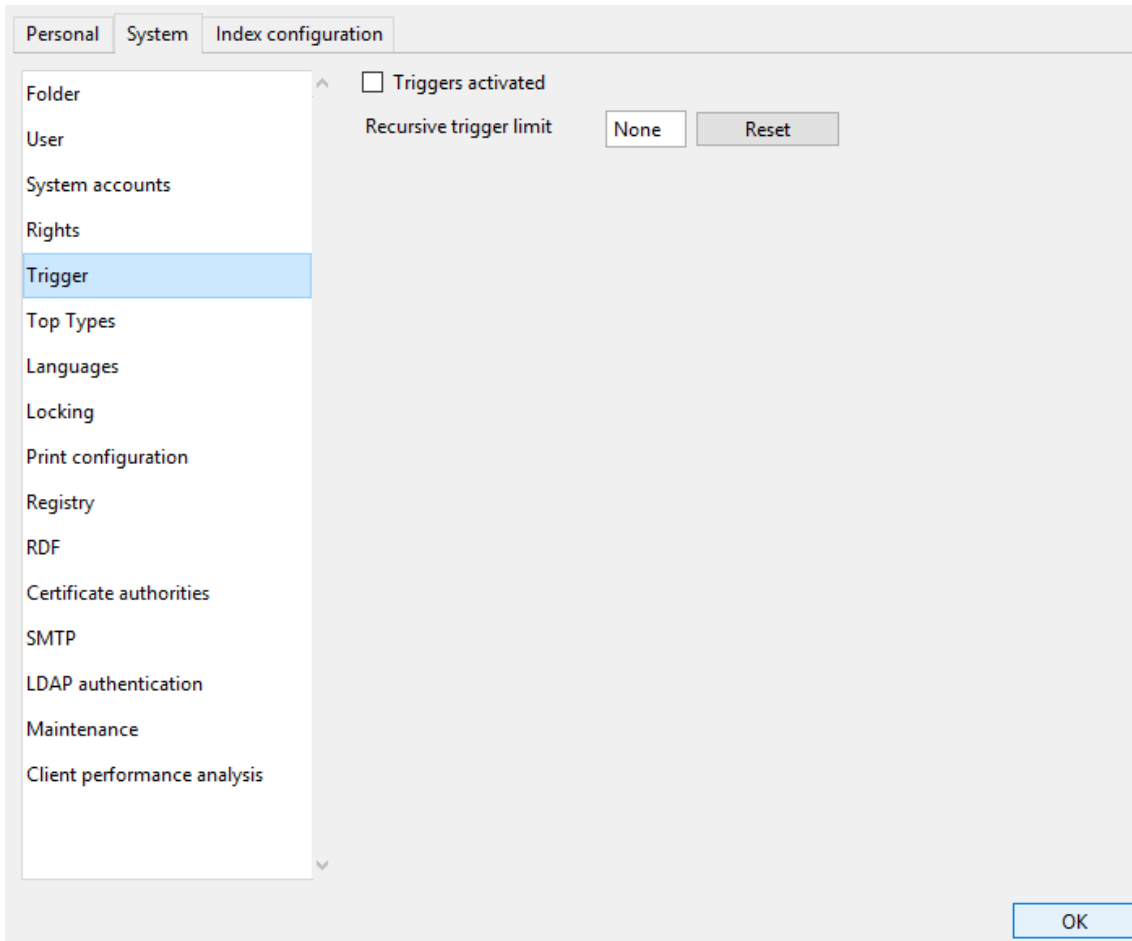 Personal System Index configuration
Folder
User
System accounts
Rights
Trigger
Top Types
Languages
Locking
Print configuration
Registry
RDF
Certificate authorities
SMTP
LDAP authentication
Maintenance
Client performance analysis
Triggers activated
Recursive trigger limit None Reset
OK